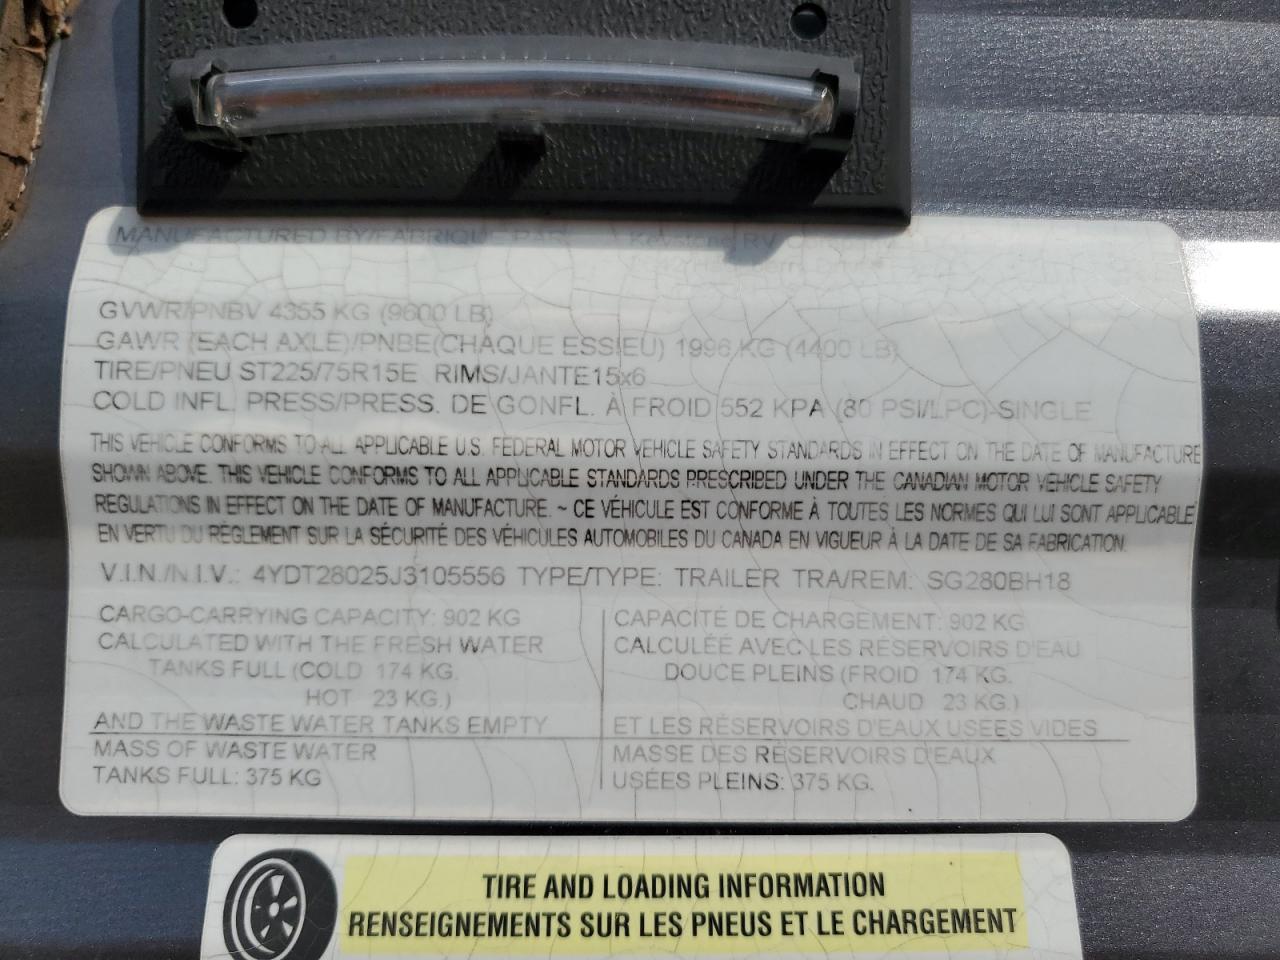 MANUFACTURED BY/FABRIQUE PAR: Keystone RV
GVWR/PNBV 4355 KG (9600 LB)
GAWR (EACH AXLE)/PNBE(CHAQUE ESSIEU) 1996 KG (4400 LB)
TIRE/PNEU ST225/75R15E RIMS/JANTE15x6
COLD INFL. PRESS/PRESS. DE GONFL. À FROID 552 KPA (80 PSI/LPC)-SINGLE
THIS VEHICLE CONFORMS TO ALL APPLICABLE U.S. FEDERAL MOTOR VEHICLE SAFETY STANDARDS IN EFFECT ON THE DATE OF MANUFACTURE
SHOWN ABOVE. THIS VEHICLE CONFORMS TO ALL APPLICABLE STANDARDS PRESCRIBED UNDER THE CANADIAN MOTOR VEHICLE SAFETY
REGULATIONS IN EFFECT ON THE DATE OF MANUFACTURE. ~ CE VÉHICULE EST CONFORME À TOUTES LES NORMES QUI LUI SONT APPLICABLE
EN VERTU DU RÈGLEMENT SUR LA SÉCURITÉ DES VÉHICULES AUTOMOBILES DU CANADA EN VIGUEUR À LA DATE DE SA FABRICATION.
V.I.N./N.I.V.: 4YDT28025J3105556 TYPE/TYPE: TRAILER TRA/REM: SG280BH18
CARGO-CARRYING CAPACITY: 902 KG
CALCULATED WITH THE FRESH WATER
TANKS FULL (COLD 174 KG.
HOT 23 KG.)
AND THE WASTE WATER TANKS EMPTY
MASS OF WASTE WATER
TANKS FULL: 375 KG
CAPACITÉ DE CHARGEMENT: 902 KG
CALCULÉE AVEC LES RÉSERVOIRS D'EAU
DOUCE PLEINS (FROID 174 KG.
CHAUD 23 KG.)
ET LES RÉSERVOIRS D'EAUX USÉES VIDES
MASSE DES RÉSERVOIRS D'EAUX
USÉES PLEINS: 375 KG.
TIRE AND LOADING INFORMATION
RENSEIGNEMENTS SUR LES PNEUS ET LE CHARGEMENT